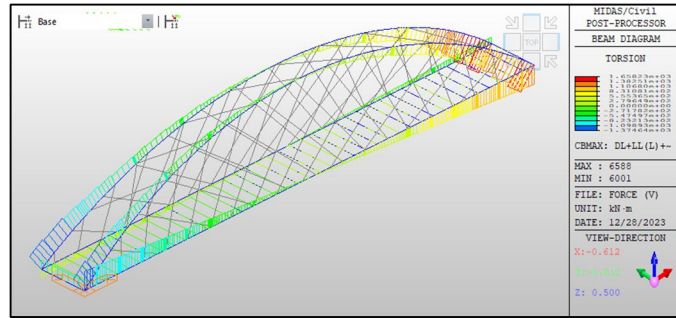 Base
TOP
MIDAS/Civil
POST-PROCESSOR
BEAM DIAGRAM
TORSION
1.65823e+03
1.38251e+03
1.10680e+03
8.31081e+02
5.55365e+02
2.79649e+02
0.00000e+00
-2.71782e+02
-5.47497e+02
-8.23213e+02
-1.09893e+03
-1.37464e+03
CBMAX: DL+LL(L)+~
MAX : 6588
MIN : 6001
FILE: FORCE (V)
UNIT: kN·m
DATE: 12/28/2023
VIEW-DIRECTION
X:-0.612
Z: 0.500